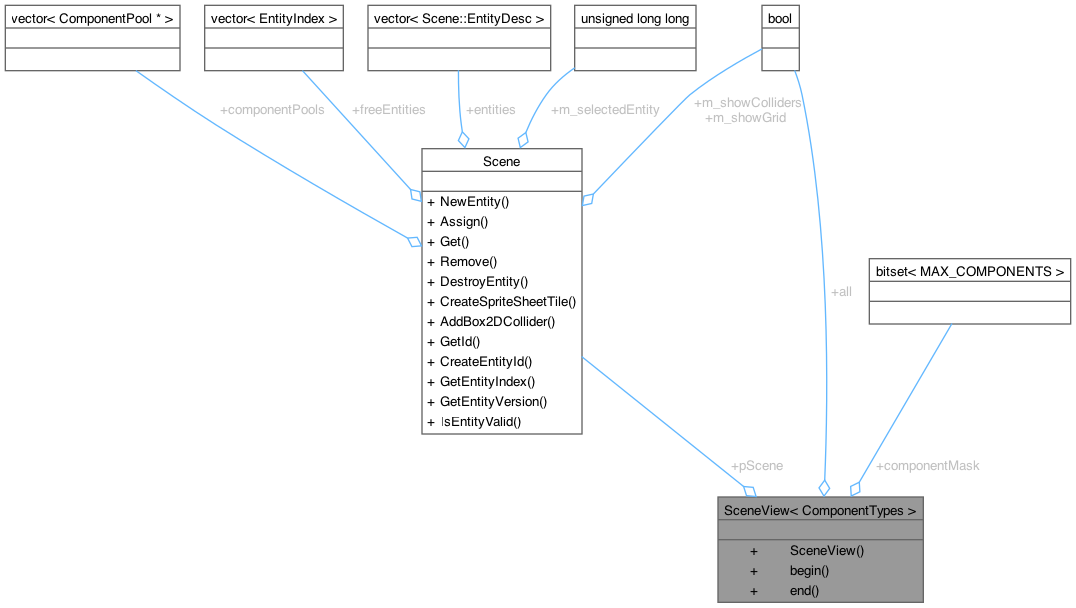 vector< ComponentPool * >
vector< EntityIndex >
vector< Scene::EntityDesc >
unsigned long long
bool
+componentPools
+freeEntities
+entities
+m_selectedEntity
+m_showColliders
+m_showGrid
Scene
+ NewEntity()
+ Assign()
+ Get()
+ Remove()
+ DestroyEntity()
+ CreateSpriteSheetTile()
+ AddBox2DCollider()
+ GetId()
+ CreateEntityId()
+ GetEntityIndex()
+ GetEntityVersion()
+ IsEntityValid()
+all
bitset< MAX_COMPONENTS >
+pScene
+componentMask
SceneView< ComponentTypes >
+ SceneView()
+ begin()
+ end()